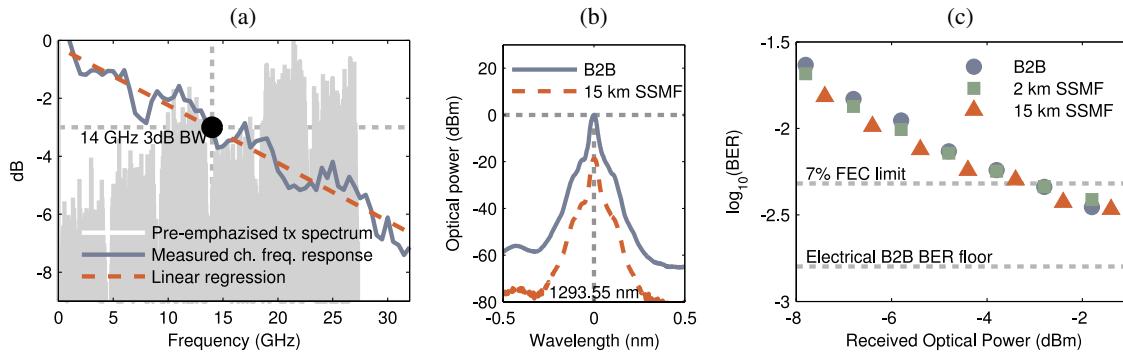 (a)
0
-2
-4
-6
-8
dB
14 GHz 3dB BW
Pre-emphazised tx spectrum
Measured ch. freq. response
Linear regression
0 5 10 15 20 25 30
Frequency (GHz)
(b)
20
0
-20
-40
-60
-80
Optical power (dBm)
B2B
15 km SSMF
1293.55 nm
-0.5 0 0.5
Wavelength (nm)
(c)
-1.5
-2
-2.5
-3
log10(BER)
B2B
2 km SSMF
15 km SSMF
7% FEC limit
Electrical B2B BER floor
-8 -6 -4 -2
Received Optical Power (dBm)